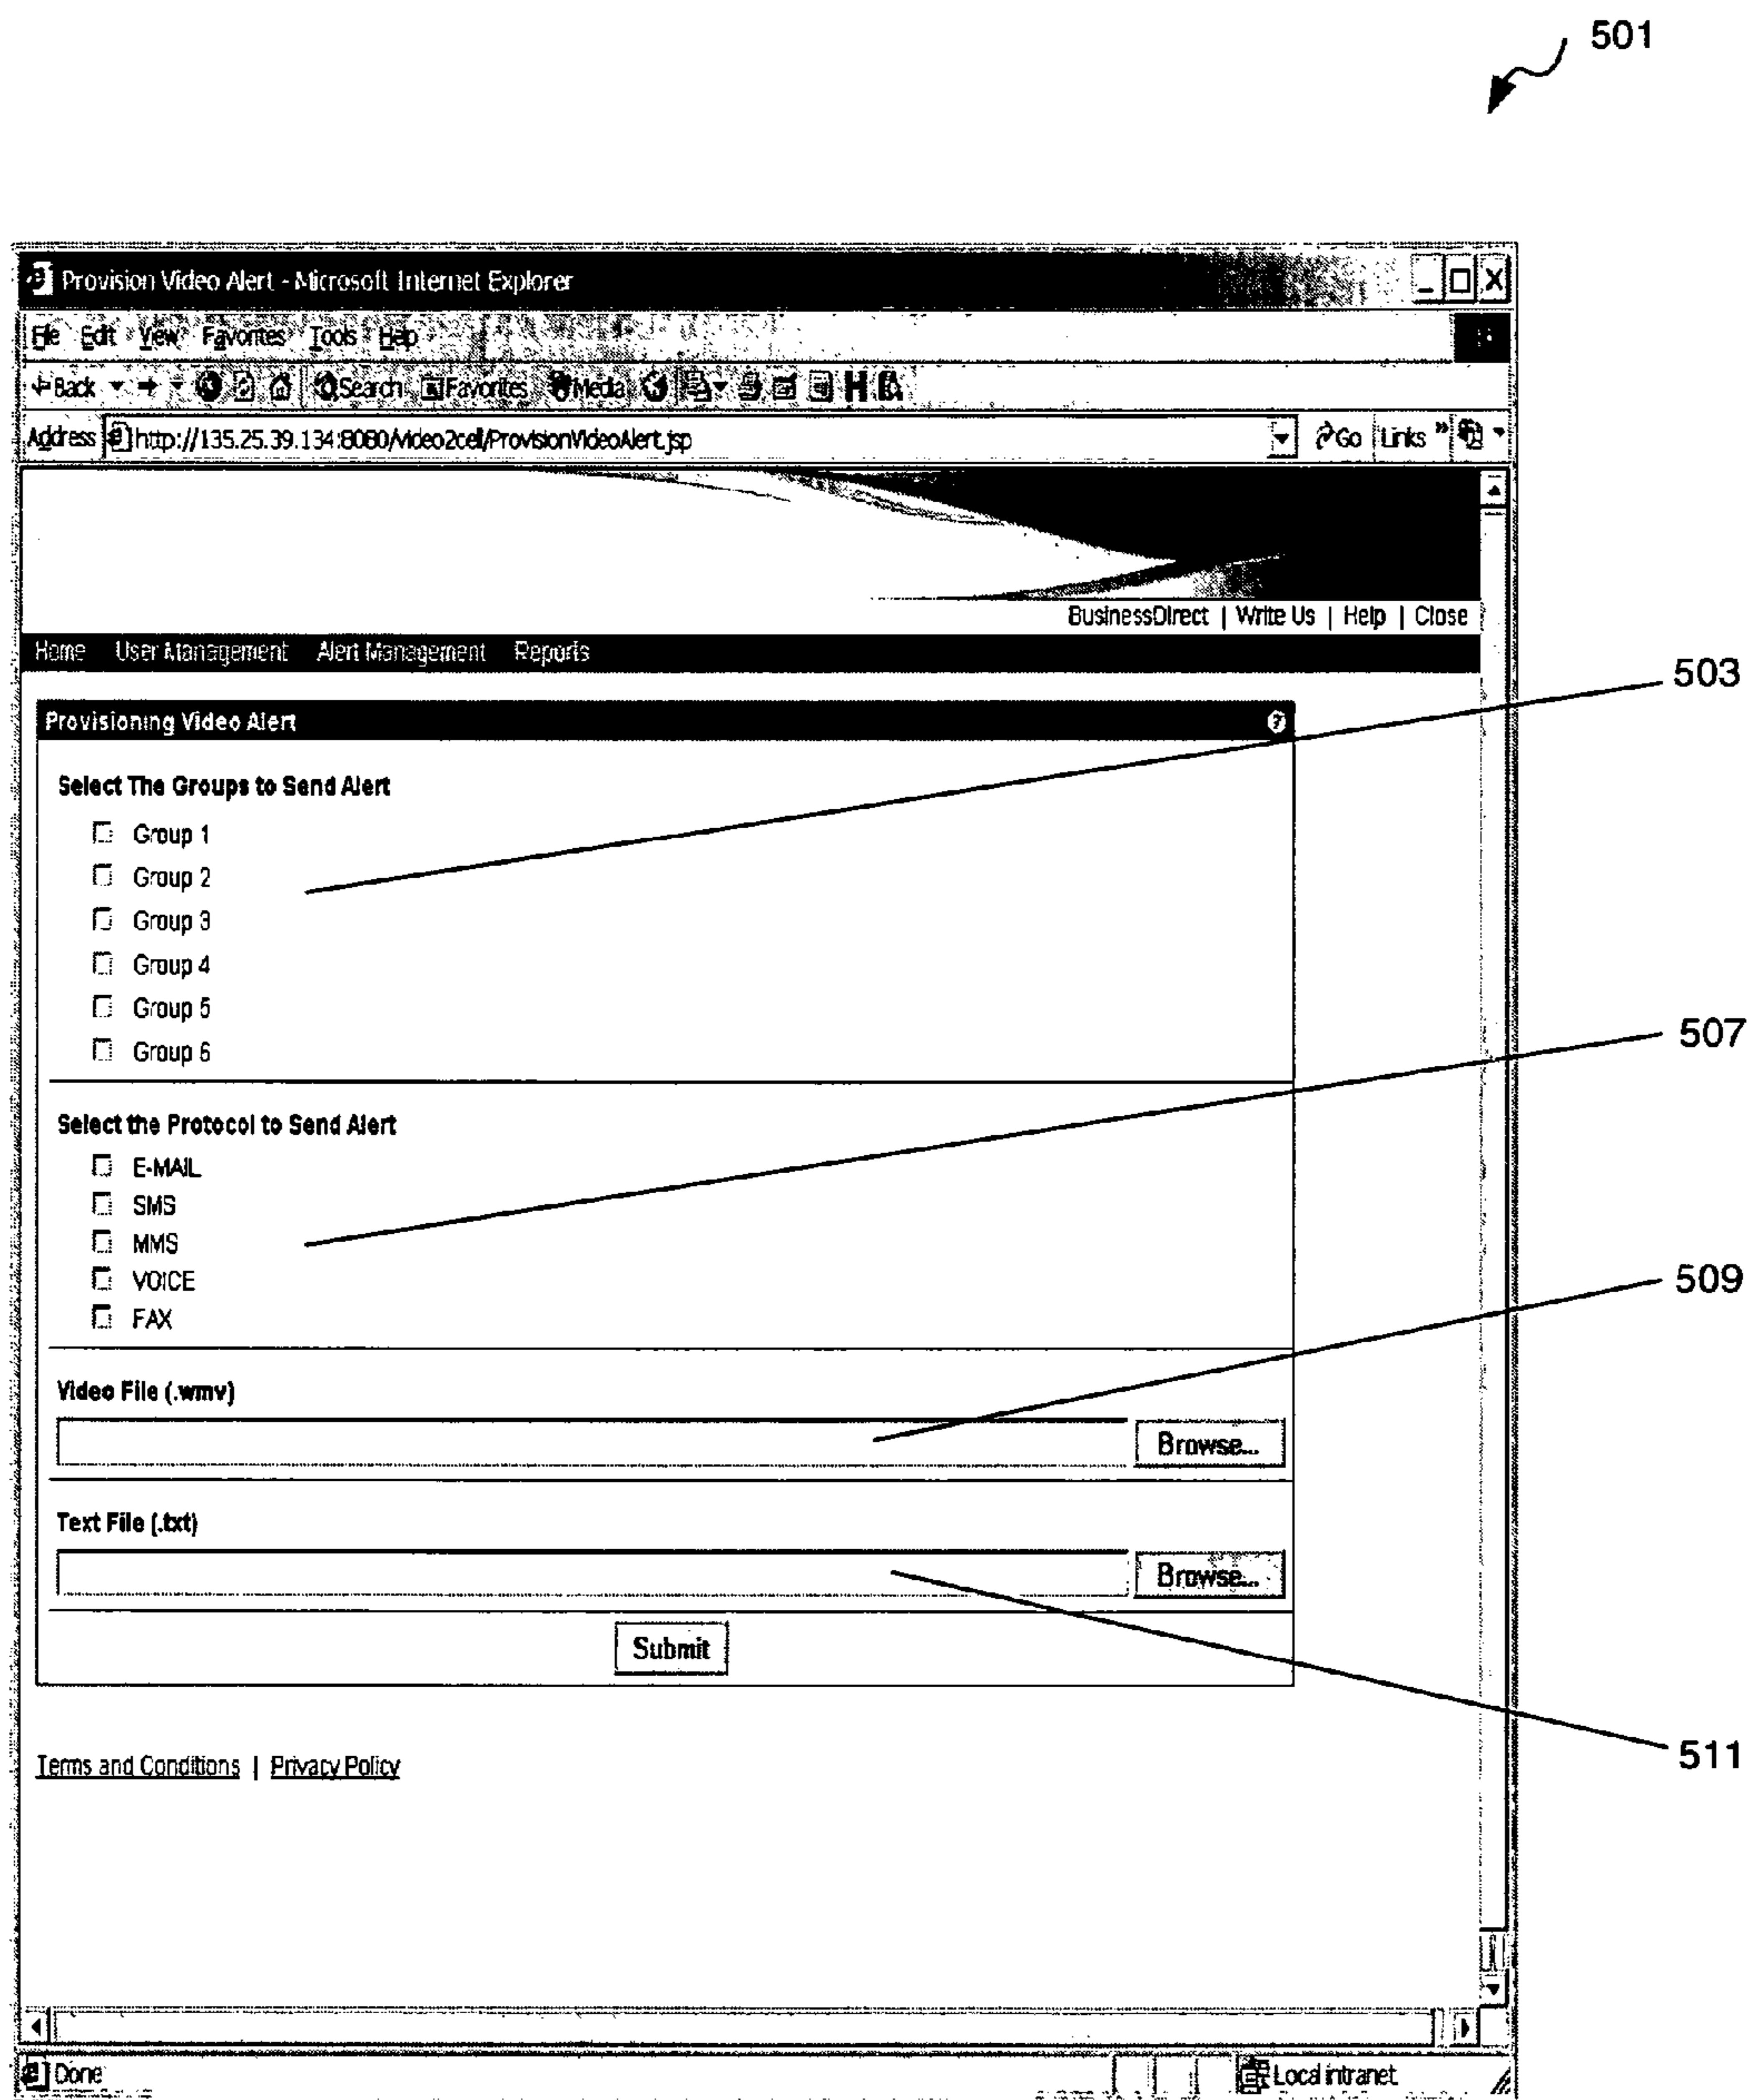 501
Provision Video Alert - Microsoft Internet Explorer
File Edit View Favorites Tools Help
Back Search Favorites Media
Address http://135.25.39.134:8080/video2cell/ProvisionVideoAlert.jsp Go Links »
BusinessDirect | Write Us | Help | Close
Home User Management Alert Management Reports
503
Provisioning Video Alert ?
Select The Groups to Send Alert
Group 1
Group 2
Group 3
Group 4
Group 5
Group 6
507
Select the Protocol to Send Alert
E-MAIL
SMS
MMS
VOICE
FAX
509
Video File (.wmv)
Browse...
Text File (.txt)
Browse...
Submit
511
Terms and Conditions | Privacy Policy
Done Local intranet